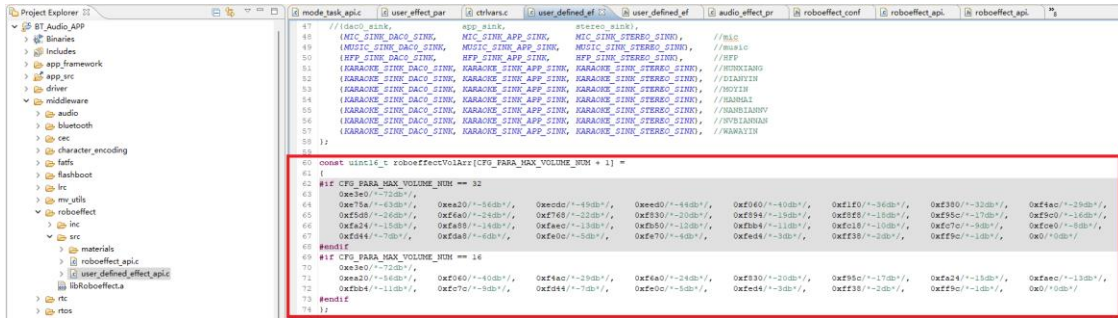 Project Explorer
BT_Audio_APP
Binaries
Includes
app_framework
app_src
driver
middleware
audio
bluetooth
cec
character_encoding
fatfs
flashboot
lrc
mv_utils
roboeffect
inc
src
materials
roboeffect_api.c
user_defined_effect_api.c
libRoboeffect.a
rtc
rtos
mode_task_api.c user_effect_par ctrlvars.c user_defined_ef user_defined_ef audio_effect_pr roboeffect_conf roboeffect_api. roboeffect_api.
47 //(dac0_sink, app_sink, stereo_sink),
48 {MIC_SINK_DAC0_SINK, MIC_SINK_APP_SINK, MIC_SINK_STEREO_SINK}, //mic
49 {MUSIC_SINK_DAC0_SINK, MUSIC_SINK_APP_SINK, MUSIC_SINK_STEREO_SINK}, //music
50 {HFP_SINK_DAC0_SINK, HFP_SINK_APP_SINK, HFP_SINK_STEREO_SINK}, //HFP
51 {KARAOKE_SINK_DAC0_SINK, KARAOKE_SINK_APP_SINK, KARAOKE_SINK_STEREO_SINK}, //HUNXIANG
52 {KARAOKE_SINK_DAC0_SINK, KARAOKE_SINK_APP_SINK, KARAOKE_SINK_STEREO_SINK}, //DIANYIN
53 {KARAOKE_SINK_DAC0_SINK, KARAOKE_SINK_APP_SINK, KARAOKE_SINK_STEREO_SINK}, //MOYIN
54 {KARAOKE_SINK_DAC0_SINK, KARAOKE_SINK_APP_SINK, KARAOKE_SINK_STEREO_SINK}, //HANMAI
55 {KARAOKE_SINK_DAC0_SINK, KARAOKE_SINK_APP_SINK, KARAOKE_SINK_STEREO_SINK}, //NANBIANNV
56 {KARAOKE_SINK_DAC0_SINK, KARAOKE_SINK_APP_SINK, KARAOKE_SINK_STEREO_SINK}, //NVBIANNAN
57 {KARAOKE_SINK_DAC0_SINK, KARAOKE_SINK_APP_SINK, KARAOKE_SINK_STEREO_SINK}, //WAWAYIN
58 };
59
60 const uint16_t roboeffectVolArr[CFG_PARA_MAX_VOLUME_NUM + 1] =
61 {
62 #if CFG_PARA_MAX_VOLUME_NUM == 32
63 0xe3e0/*-72db*/,
64 0xe75a/*-63db*/, 0xea20/*-56db*/, 0xecdc/*-49db*/, 0xeed0/*-44db*/, 0xf060/*-40db*/, 0xf1f0/*-36db*/, 0xf380/*-32db*/, 0xf4ac/*-29db*/,
65 0xf5d8/*-26db*/, 0xf6a0/*-24db*/, 0xf768/*-22db*/, 0xf830/*-20db*/, 0xf894/*-19db*/, 0xf8f8/*-18db*/, 0xf95c/*-17db*/, 0xf9c0/*-16db*/,
66 0xfa24/*-15db*/, 0xfa88/*-14db*/, 0xfaec/*-13db*/, 0xfb50/*-12db*/, 0xfbb4/*-11db*/, 0xfc18/*-10db*/, 0xfc7c/*-9db*/, 0xfce0/*-8db*/,
67 0xfd44/*-7db*/, 0xfda8/*-6db*/, 0xfe0c/*-5db*/, 0xfe70/*-4db*/, 0xfed4/*-3db*/, 0xff38/*-2db*/, 0xff9c/*-1db*/, 0x0/*0db*/
68 #endif
69 #if CFG_PARA_MAX_VOLUME_NUM == 16
70 0xe3e0/*-72db*/,
71 0xea20/*-56db*/, 0xf060/*-40db*/, 0xf4ac/*-29db*/, 0xf6a0/*-24db*/, 0xf830/*-20db*/, 0xf95c/*-17db*/, 0xfa24/*-15db*/, 0xfaec/*-13db*/,
72 0xfbb4/*-11db*/, 0xfc7c/*-9db*/, 0xfd44/*-7db*/, 0xfe0c/*-5db*/, 0xfed4/*-3db*/, 0xff38/*-2db*/, 0xff9c/*-1db*/, 0x0/*0db*/
73 #endif
74 };